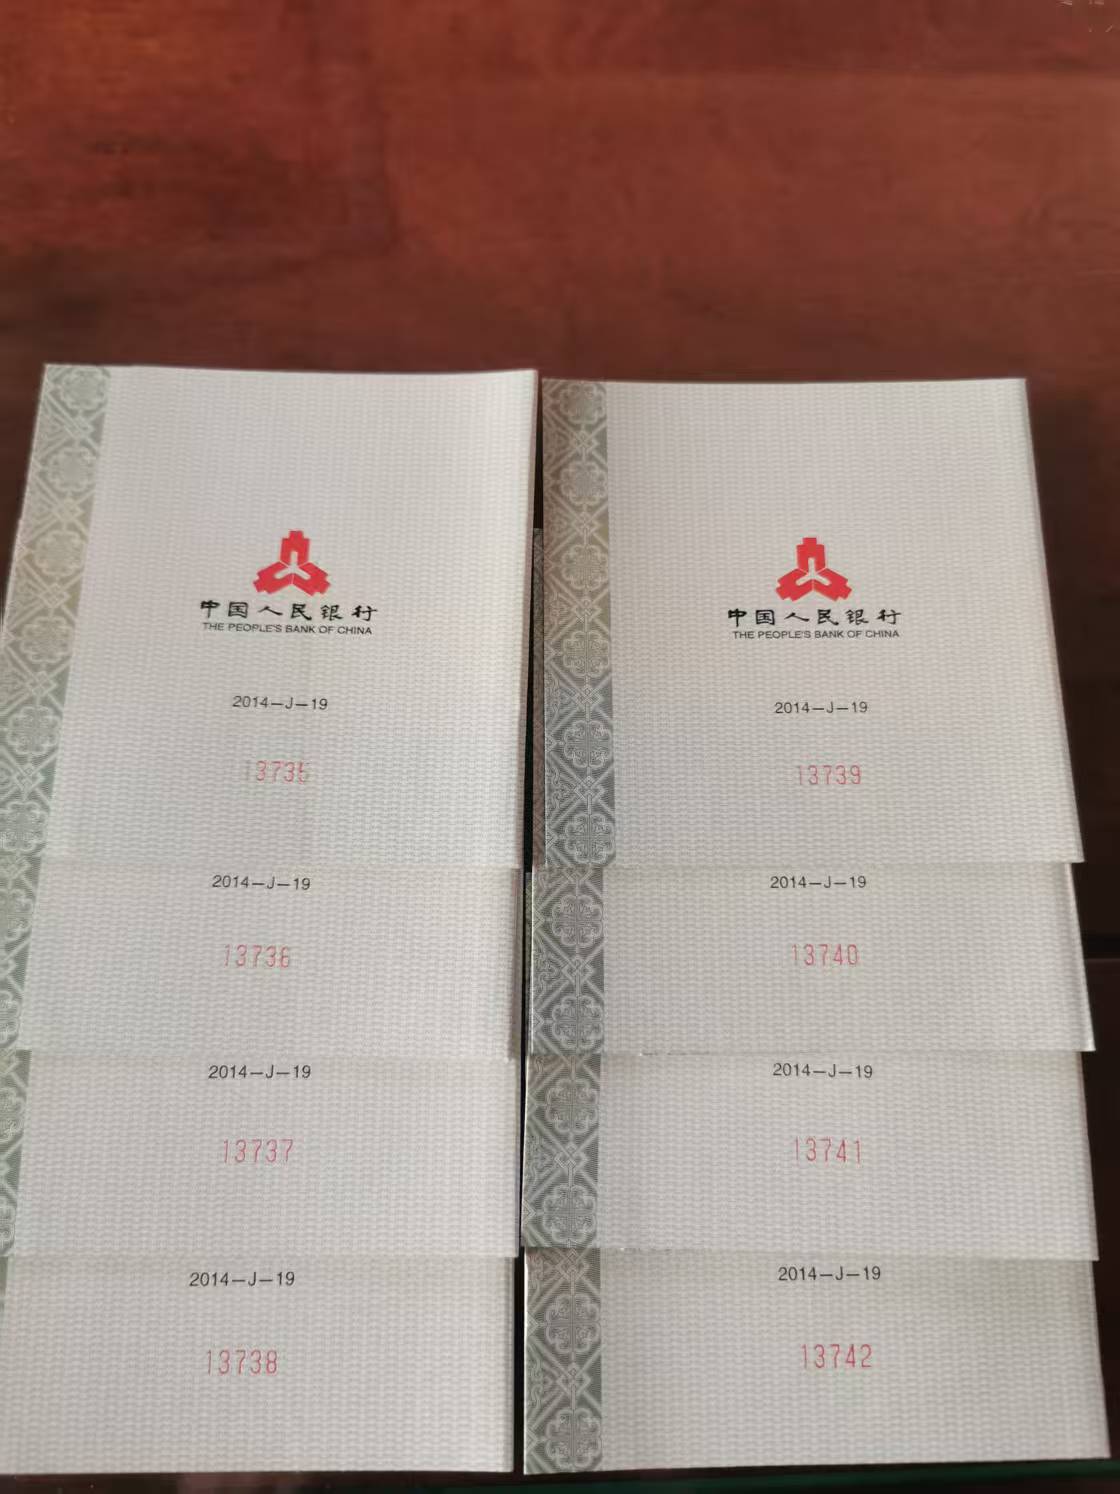 中国人民银行
THE PEOPLE'S BANK OF CHINA
2014-J-19
13735
2014-J-19
13736
2014-J-19
13737
2014-J-19
13738
中国人民银行
THE PEOPLE'S BANK OF CHINA
2014-J-19
13739
2014-J-19
13740
2014-J-19
13741
2014-J-19
13742